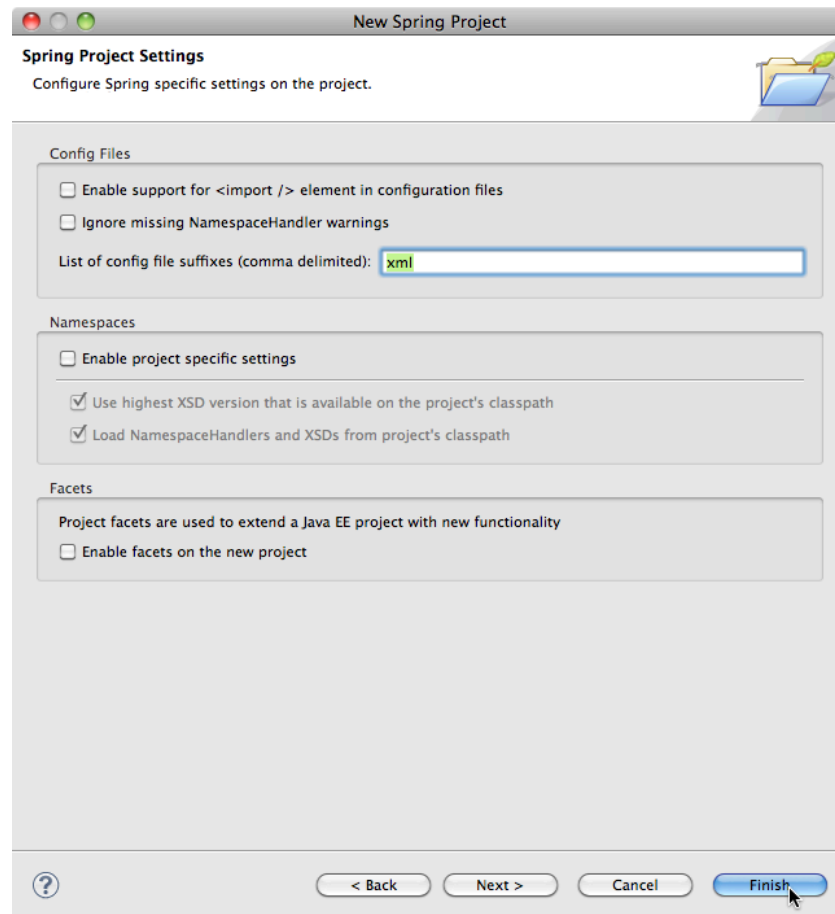 New Spring Project
Spring Project Settings
Configure Spring specific settings on the project.
Config Files
Enable support for <import /> element in configuration files
Ignore missing NamespaceHandler warnings
List of config file suffixes (comma delimited): xml
Namespaces
Enable project specific settings
Use highest XSD version that is available on the project's classpath
Load NamespaceHandlers and XSDs from project's classpath
Facets
Project facets are used to extend a Java EE project with new functionality
Enable facets on the new project
? < Back Next > Cancel Finish